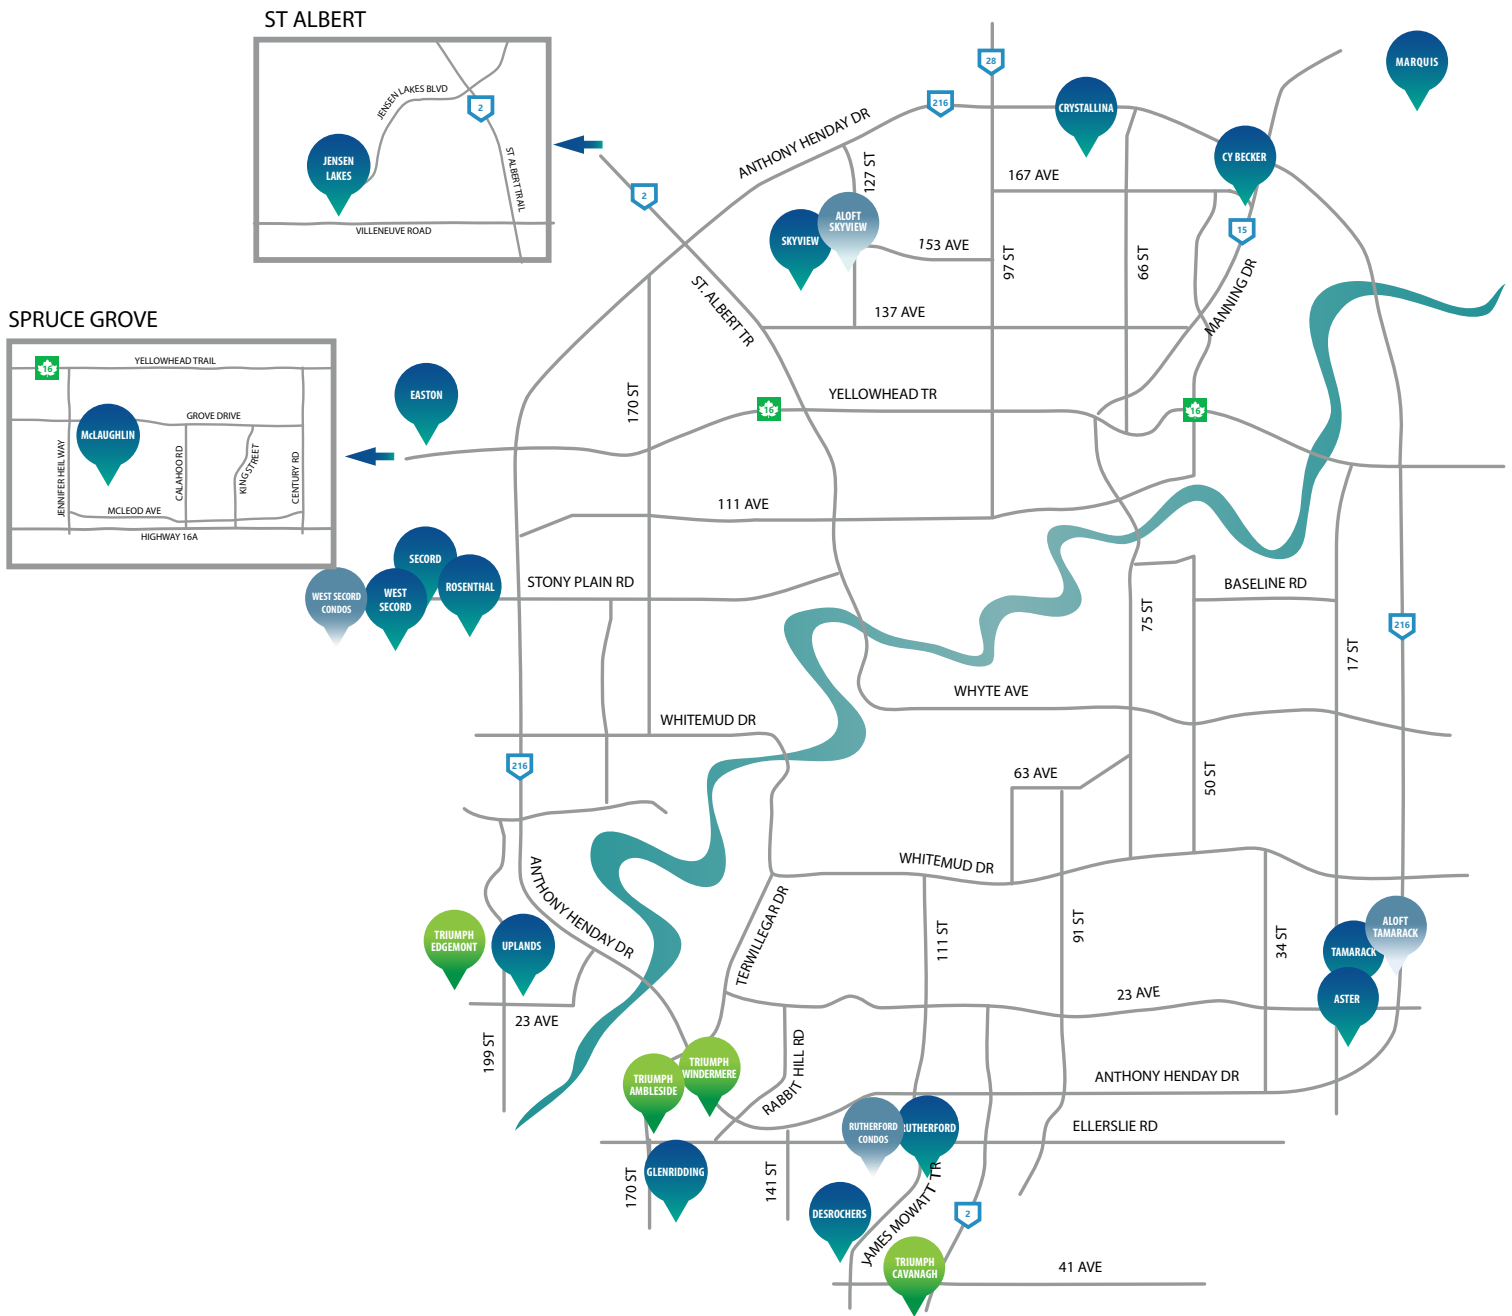 ST ALBERT
JENSEN LAKES BLVD
2
JENSEN
LAKES
ST ALBERT TRAIL
VILLENEUVE ROAD
SPRUCE GROVE
YELLOWHEAD TRAIL
16
GROVE DRIVE
McLAUGHLIN
JENNIFER HEIL WAY
CALAHOO RD
KING STREET
CENTURY RD
MCLEOD AVE
HIGHWAY 16A
28
MARQUIS
216
CRYSTALLINA
ANTHONY HENDAY DR
127 ST
CY BECKER
167 AVE
2
ALOFT
SKYVIEW
SKYVIEW
15
153 AVE
97 ST
66 ST
MANNING DR
ST. ALBERT TR
137 AVE
170 ST
EASTON
YELLOWHEAD TR
16
16
111 AVE
SECORD
ROSENTHAL
WEST SECORD
CONDOS
WEST
SECORD
STONY PLAIN RD
BASELINE RD
75 ST
216
17 ST
WHYTE AVE
WHITEMUD DR
216
63 AVE
50 ST
WHITEMUD DR
ANTHONY HENDAY DR
TERWILLEGAR DR
111 ST
91 ST
34 ST
TRIUMPH
EDGEMONT
UPLANDS
ALOFT
TAMARACK
TAMARACK
ASTER
23 AVE
23 AVE
199 ST
RABBIT HILL RD
TRIUMPH
WINDERMERE
TRIUMPH
AMBLESIDE
ANTHONY HENDAY DR
RUTHERFORD
CONDOS
RUTHERFORD
ELLERSLIE RD
170 ST
GLENRIDDING
141 ST
JAMES MOWATT TR
DESROCHERS
2
TRIUMPH
CAVANAGH
41 AVE